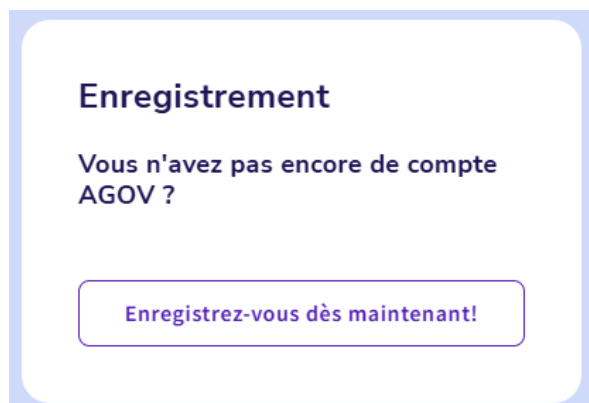 Enregistrement
Vous n'avez pas encore de compte
AGOV ?
Enregistrez-vous dès maintenant!